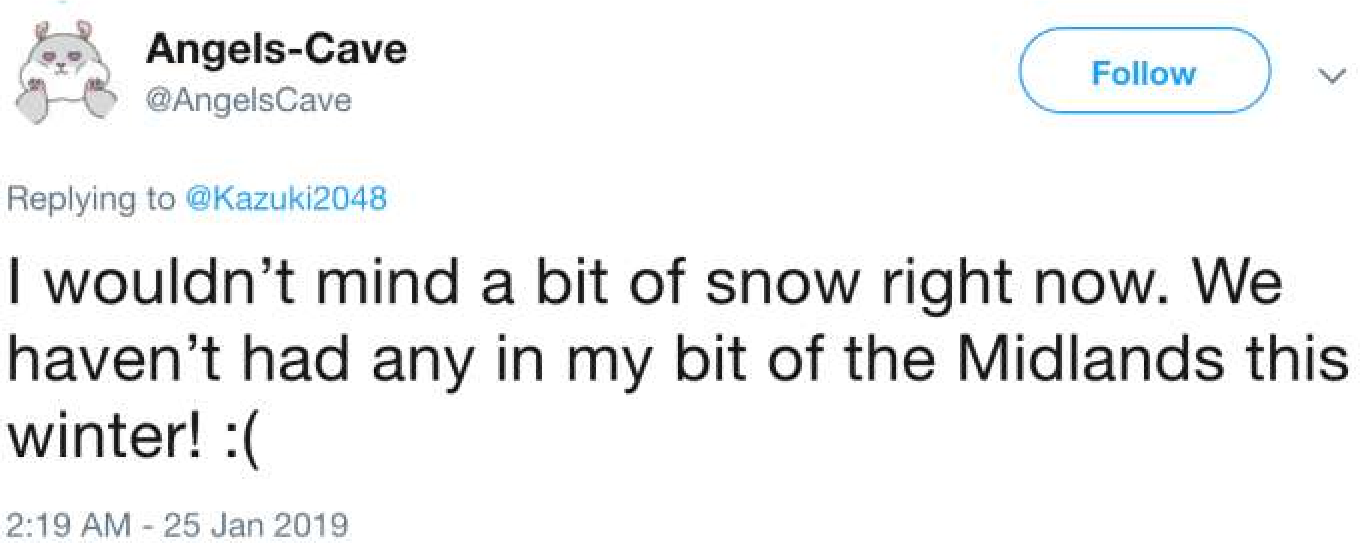 Angels-Cave
@AngelsCave
Follow
Replying to @Kazuki2048
I wouldn’t mind a bit of snow right now. We
haven’t had any in my bit of the Midlands this
winter! :(
2:19 AM - 25 Jan 2019